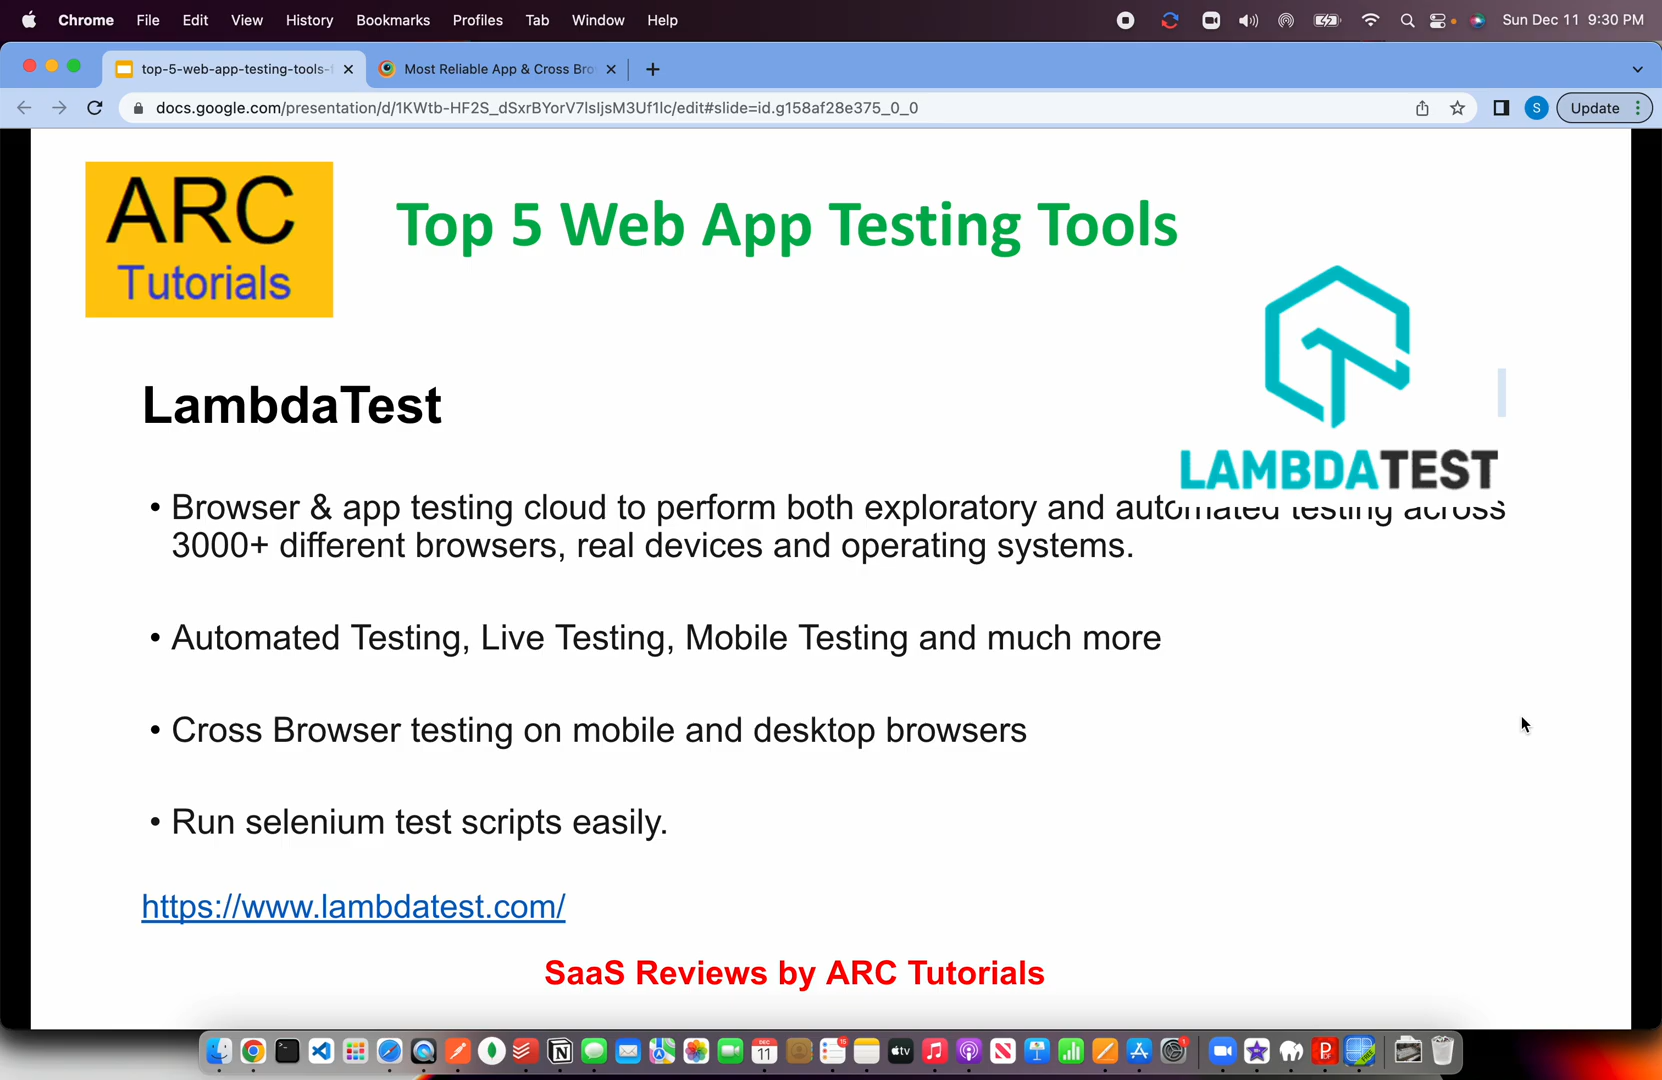 Chrome File Edit View History Bookmarks Profiles Tab Window Help Sun Dec 11 9:30 PM
top-5-web-app-testing-tools- Most Reliable App & Cross Bro
docs.google.com/presentation/d/1KWtb-HF2S_dSxrBYorV7lsljsM3Uf1lc/edit#slide=id.g158af28e375_0_0 S Update
ARC
Tutorials
Top 5 Web App Testing Tools
LAMBDATEST
LambdaTest
• Browser & app testing cloud to perform both exploratory and automated testing across
3000+ different browsers, real devices and operating systems.
• Automated Testing, Live Testing, Mobile Testing and much more
• Cross Browser testing on mobile and desktop browsers
• Run selenium test scripts easily.
https://www.lambdatest.com/
SaaS Reviews by ARC Tutorials